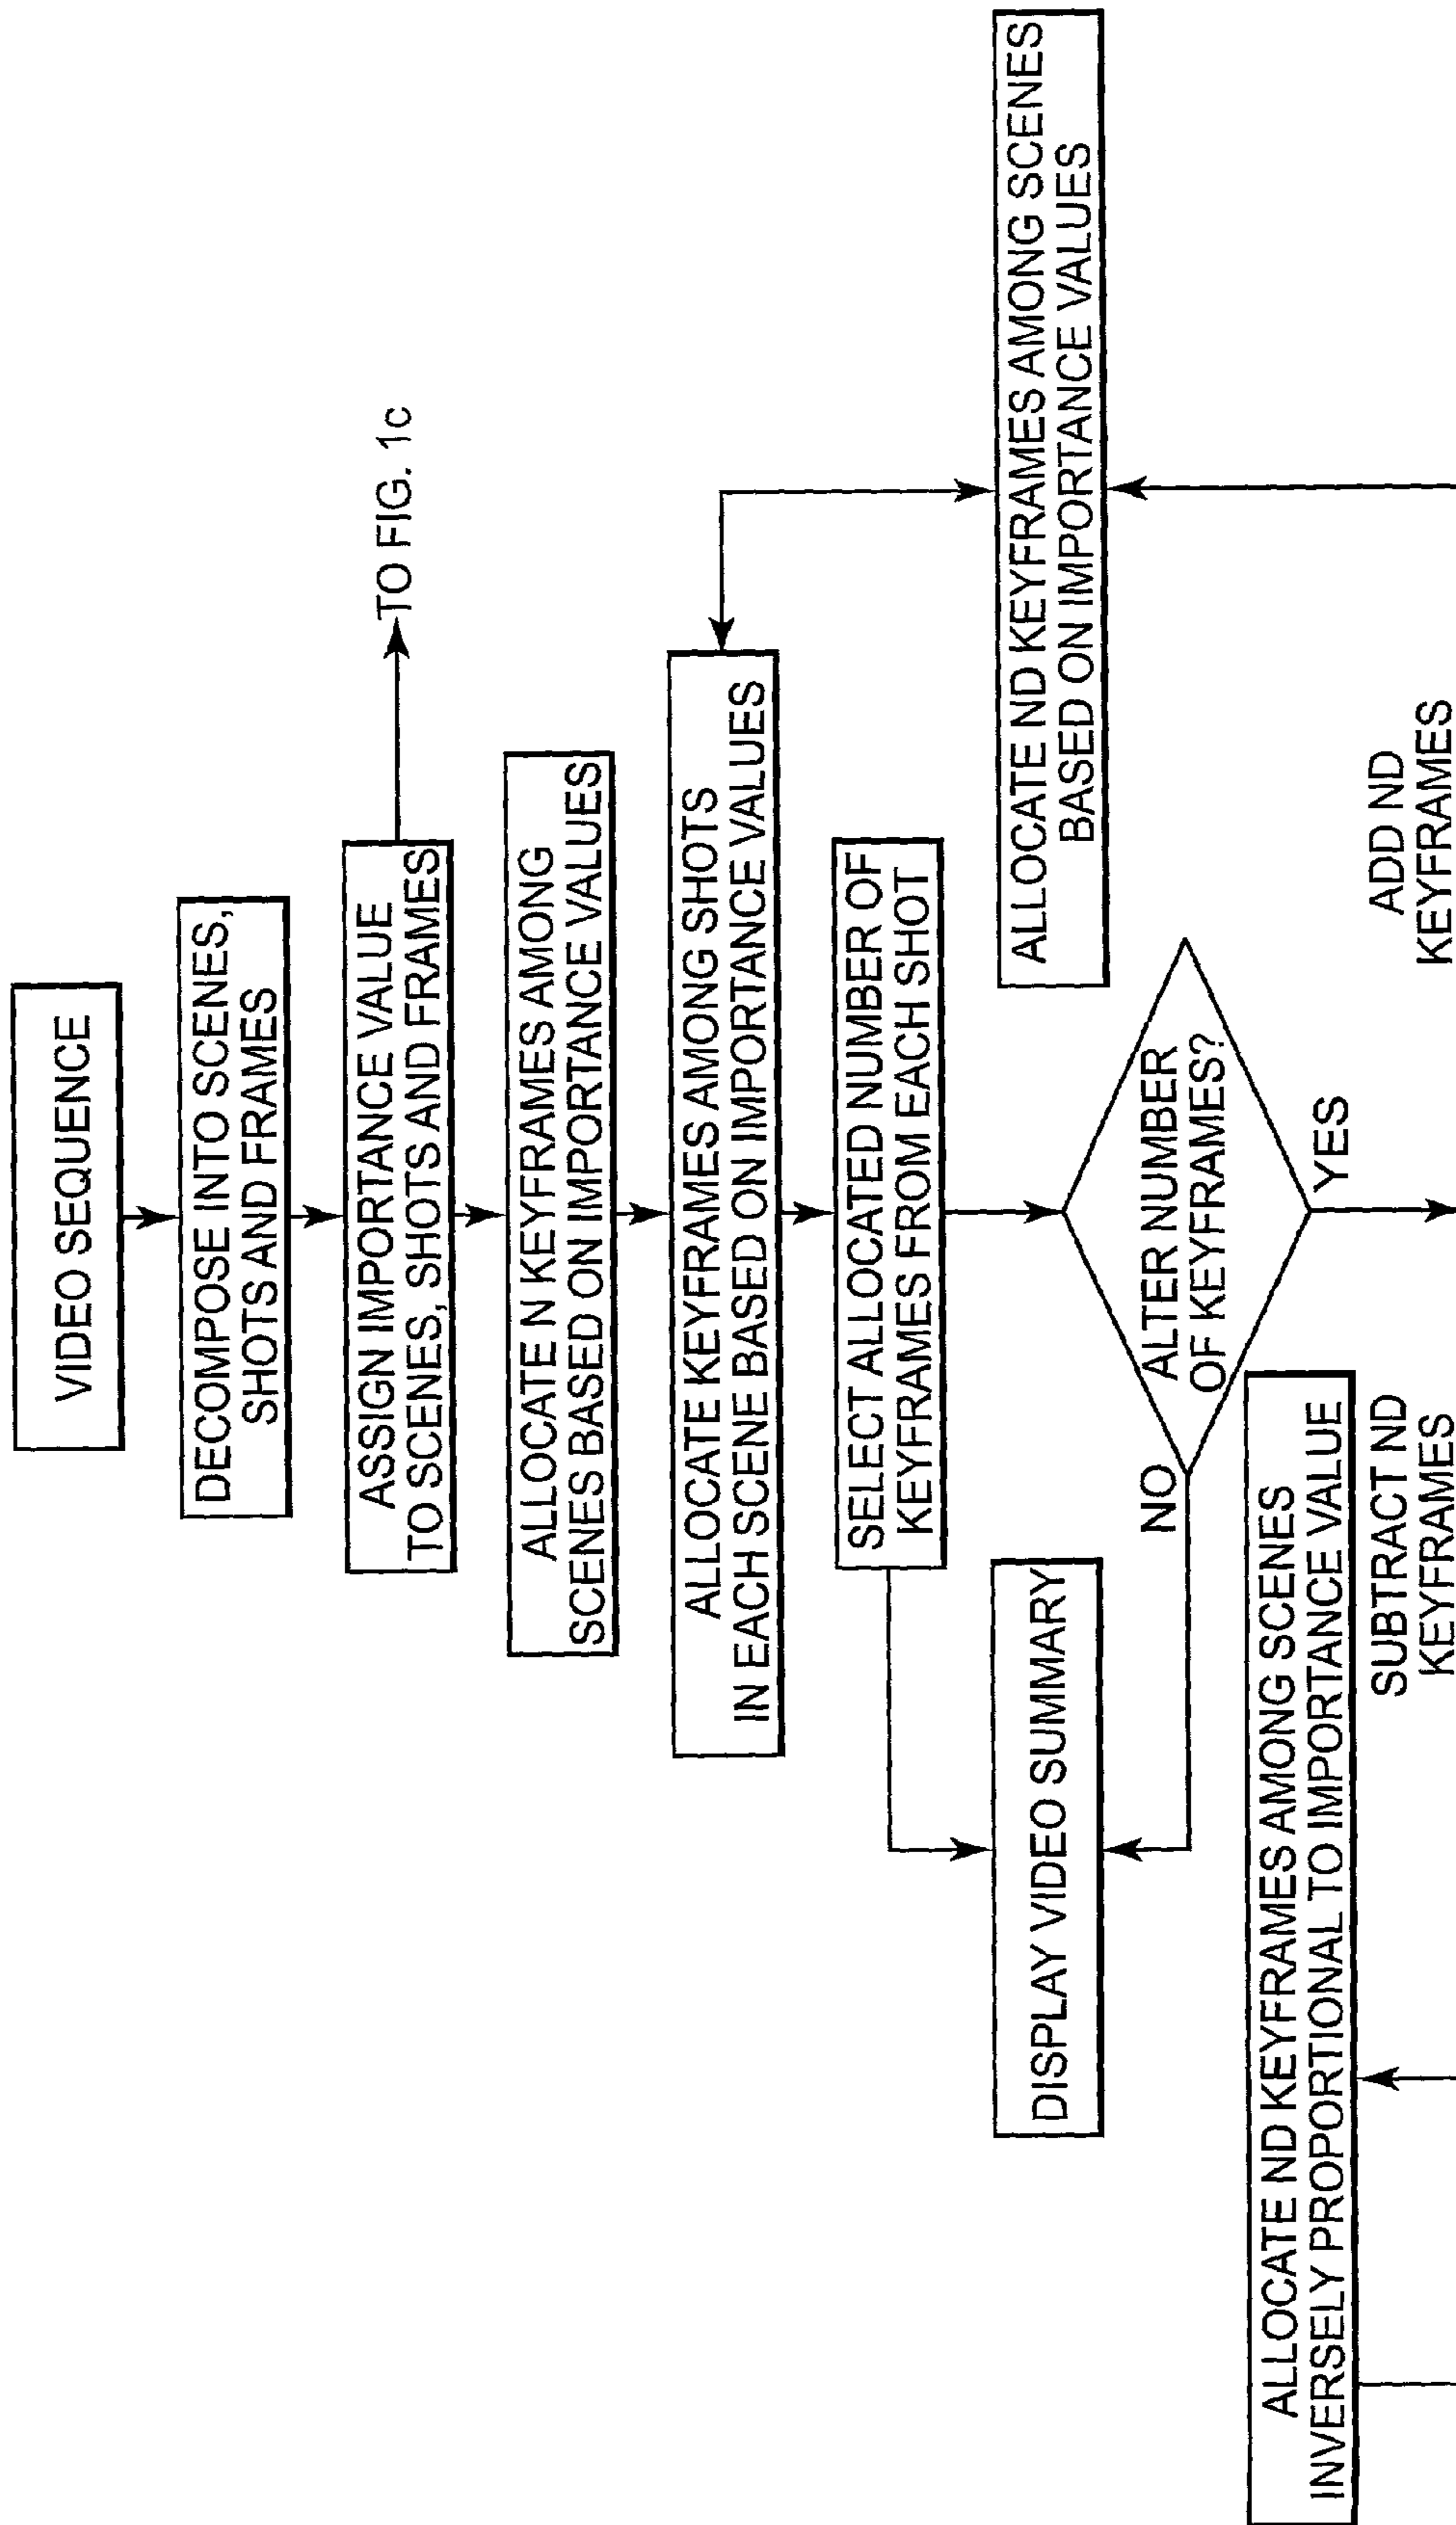 VIDEO SEQUENCE
DECOMPOSE INTO SCENES,
SHOTS AND FRAMES
ASSIGN IMPORTANCE VALUE
TO SCENES, SHOTS AND FRAMES
TO FIG. 1c
ALLOCATE N KEYFRAMES AMONG
SCENES BASED ON IMPORTANCE VALUES
ALLOCATE KEYFRAMES AMONG SHOTS
IN EACH SCENE BASED ON IMPORTANCE VALUES
SELECT ALLOCATED NUMBER OF
KEYFRAMES FROM EACH SHOT
DISPLAY VIDEO SUMMARY
ALLOCATE ND KEYFRAMES AMONG SCENES
BASED ON IMPORTANCE VALUES
ALTER NUMBER
OF KEYFRAMES?
NO
YES
ALLOCATE ND KEYFRAMES AMONG SCENES
INVERSELY PROPORTIONAL TO IMPORTANCE VALUE
SUBTRACT ND
KEYFRAMES
ADD ND
KEYFRAMES